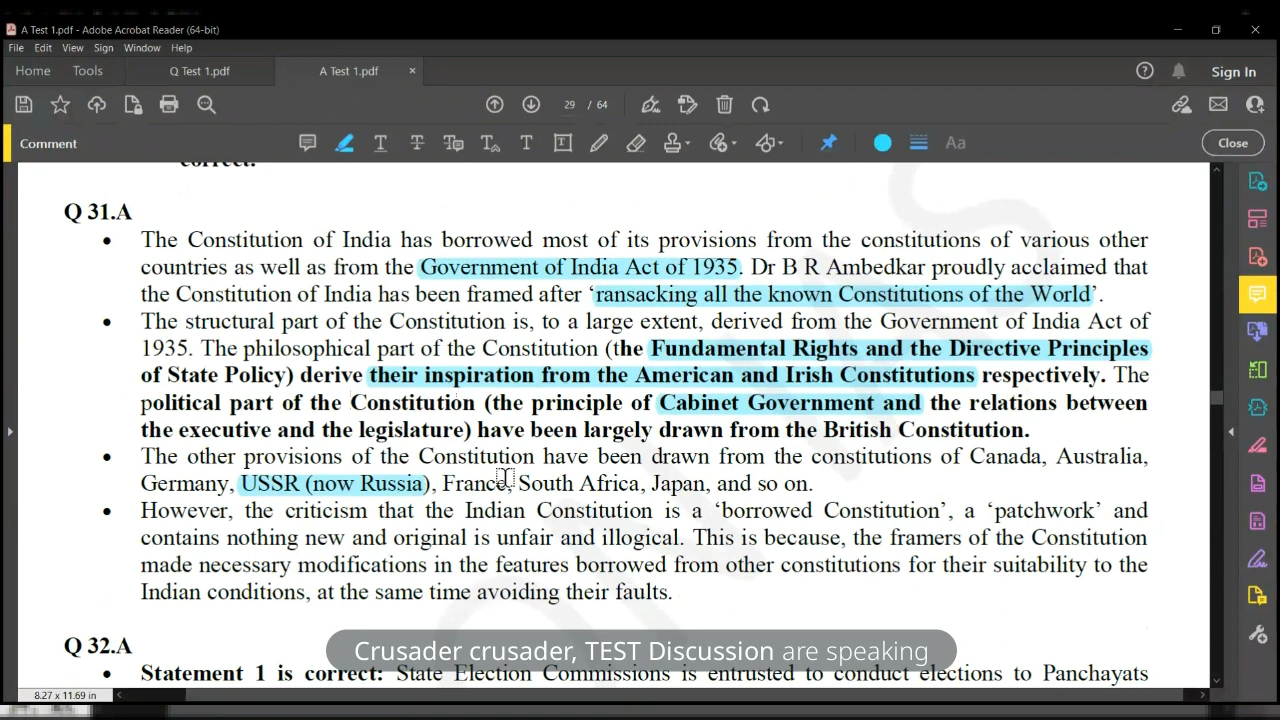 A Test 1.pdf - Adobe Acrobat Reader (64-bit)
File Edit View Sign Window Help
Home Tools Q Test 1.pdf A Test 1.pdf × Sign In
29 / 64
Comment Aa Close
correct.
Q 31.A
• The Constitution of India has borrowed most of its provisions from the constitutions of various other
countries as well as from the Government of India Act of 1935. Dr B R Ambedkar proudly acclaimed that
the Constitution of India has been framed after ‘ransacking all the known Constitutions of the World’.
• The structural part of the Constitution is, to a large extent, derived from the Government of India Act of
1935. The philosophical part of the Constitution (the Fundamental Rights and the Directive Principles
of State Policy) derive their inspiration from the American and Irish Constitutions respectively. The
political part of the Constitution (the principle of Cabinet Government and the relations between
the executive and the legislature) have been largely drawn from the British Constitution.
• The other provisions of the Constitution have been drawn from the constitutions of Canada, Australia,
Germany, USSR (now Russia), France, South Africa, Japan, and so on.
• However, the criticism that the Indian Constitution is a ‘borrowed Constitution’, a ‘patchwork’ and
contains nothing new and original is unfair and illogical. This is because, the framers of the Constitution
made necessary modifications in the features borrowed from other constitutions for their suitability to the
Indian conditions, at the same time avoiding their faults.
Q 32.A
Crusader crusader, TEST Discussion are speaking
• Statement 1 is correct: State Election Commissions is entrusted to conduct elections to Panchayats
8.27 x 11.69 in